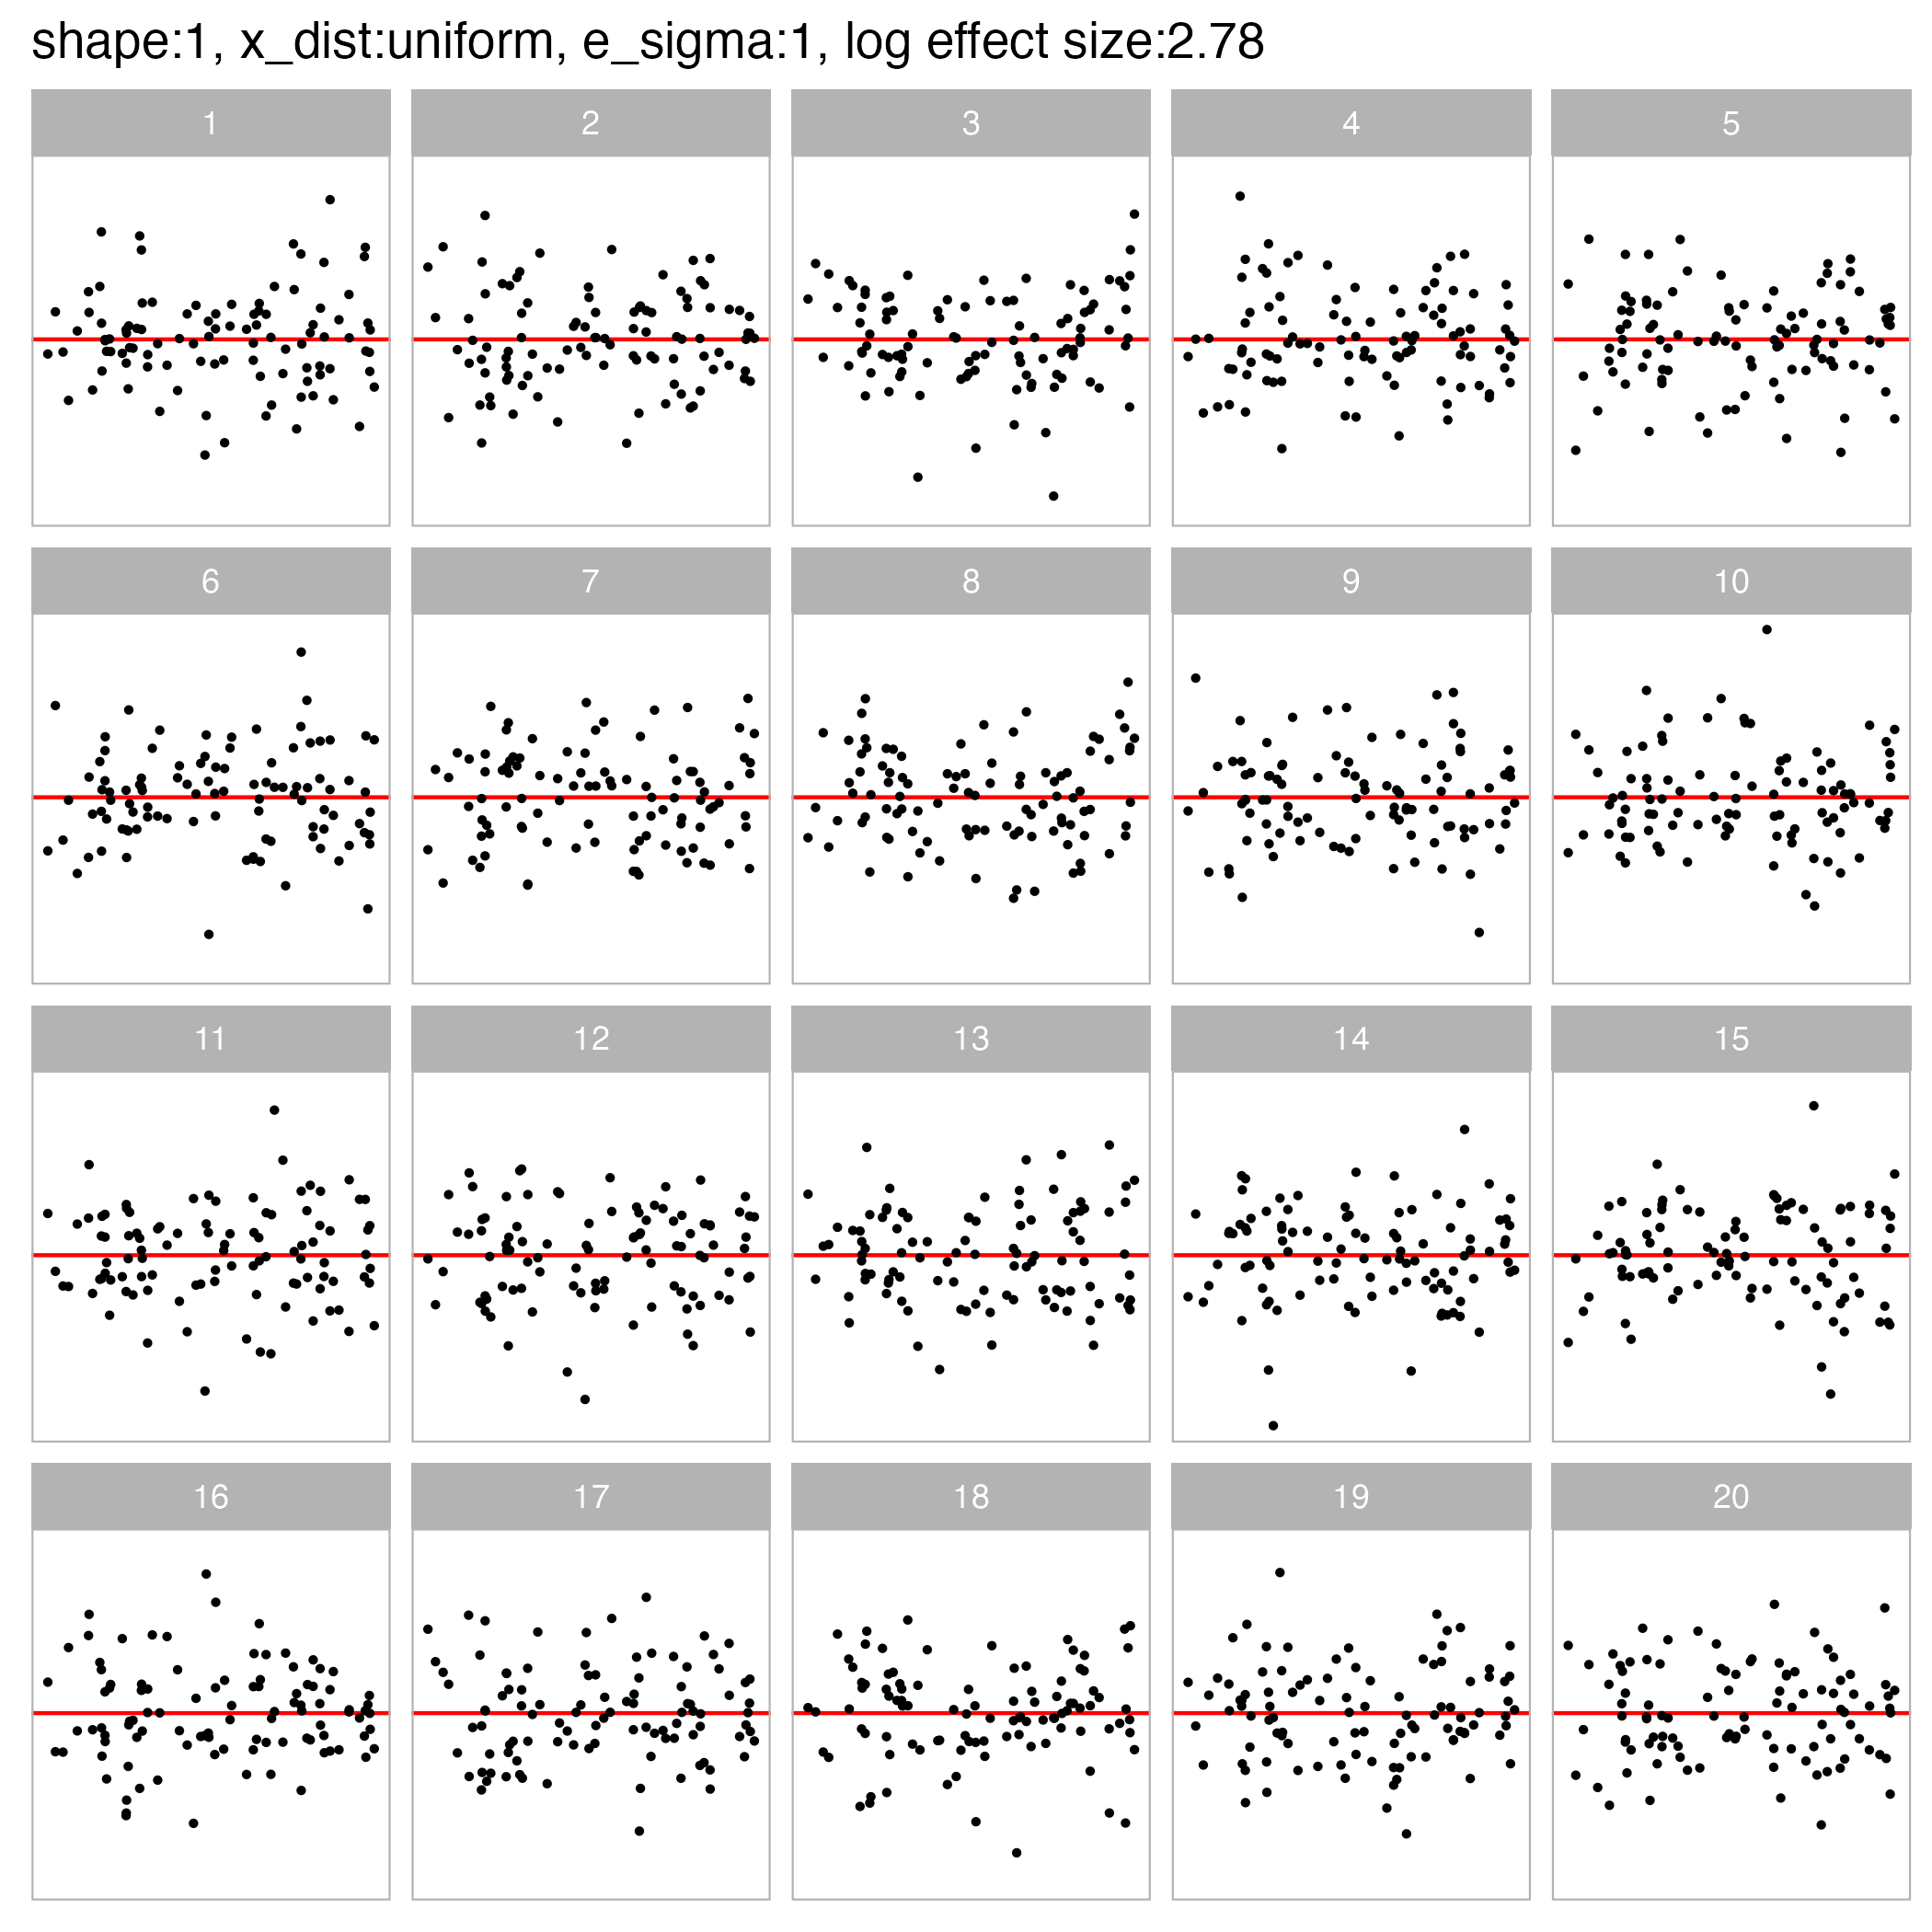 shape:1, x_dist:uniform, e_sigma:1, log effect size:2.78
1 2 3 4 5
6 7 8 9 10
11 12 13 14 15
16 17 18 19 20